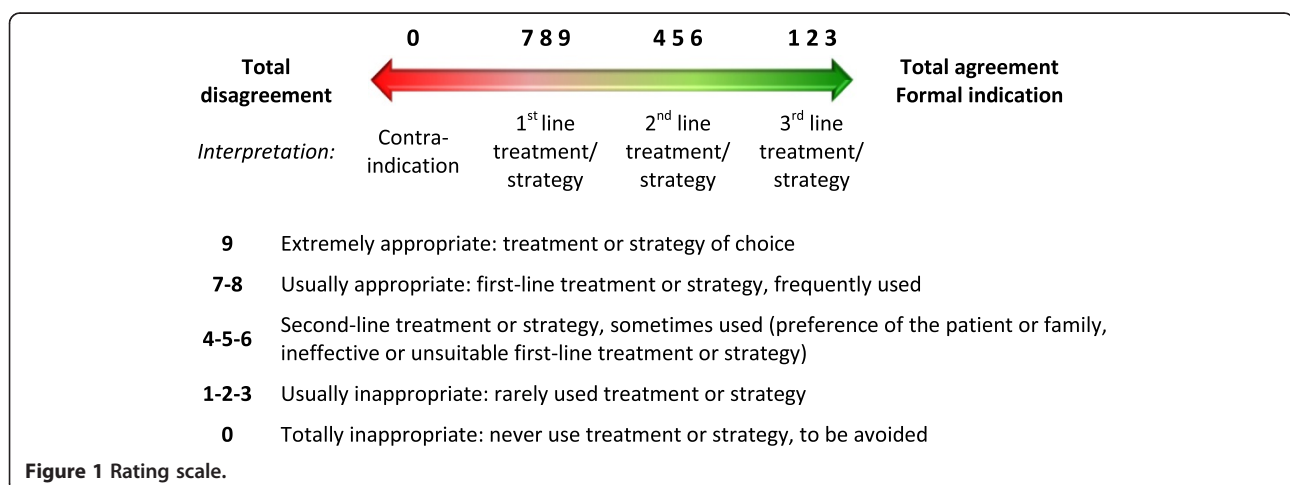 0 7 8 9 4 5 6 1 2 3
Total disagreement
Total agreement
Formal indication
Interpretation:
Contra-
indication
1st line
treatment/
strategy
2nd line
treatment/
strategy
3rd line
treatment/
strategy
9 Extremely appropriate: treatment or strategy of choice
7-8 Usually appropriate: first-line treatment or strategy, frequently used
4-5-6 Second-line treatment or strategy, sometimes used (preference of the patient or family,
ineffective or unsuitable first-line treatment or strategy)
1-2-3 Usually inappropriate: rarely used treatment or strategy
0 Totally inappropriate: never use treatment or strategy, to be avoided
Figure 1 Rating scale.